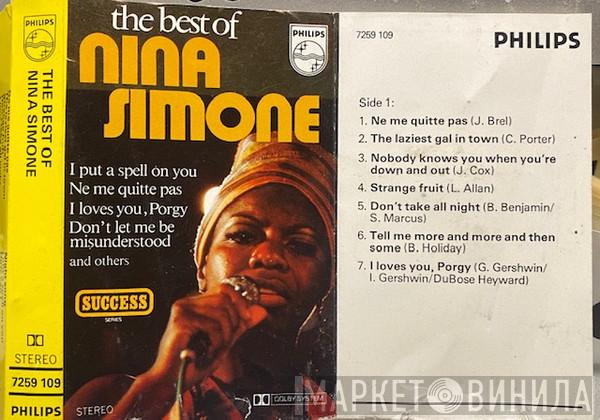 PHILIPS
THE BEST OF
NINA SIMONE
STEREO
7259 109
PHILIPS
the best of
nina
simone
PHILIPS
I put a spell on you
Ne me quitte pas
I loves you, Porgy
Don't let me be
misunderstood
and others
SUCCESS
SERIES
STEREO
DOLBY SYSTEM
7259 109
PHILIPS
Side 1:
1. Ne me quitte pas (J. Brel)
2. The laziest gal in town (C. Porter)
3. Nobody knows you when you're
down and out (J. Cox)
4. Strange fruit (L. Allan)
5. Don't take all night (B. Benjamin/
S. Marcus)
6. Tell me more and more and then
some (B. Holiday)
7. I loves you, Porgy (G. Gershwin/
I. Gershwin/DuBose Heyward)
МАРКЕТ ВИНИЛА